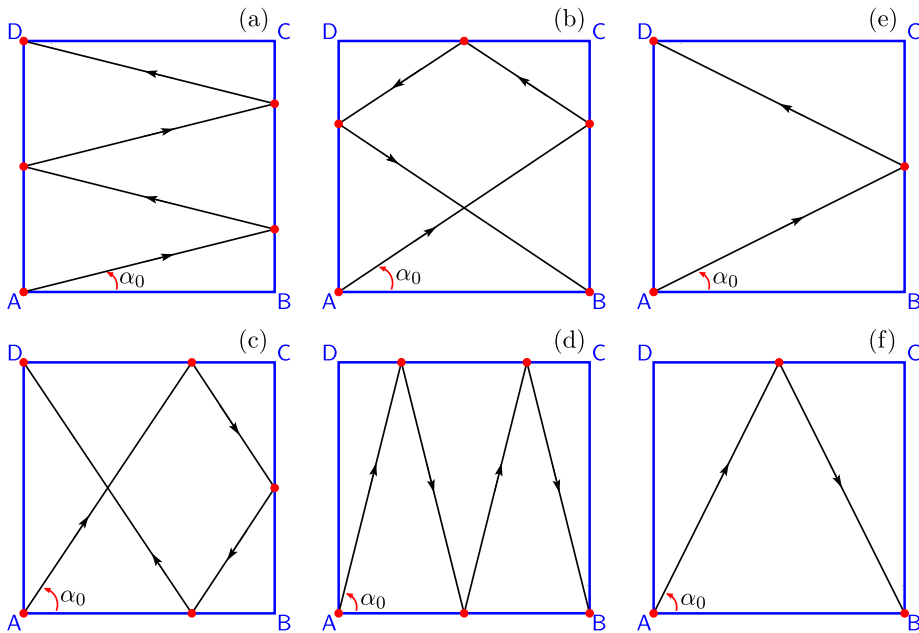 (a)
D C
α₀
A B
(b)
D C
α₀
A B
(e)
D C
α₀
A B
(c)
D C
α₀
A B
(d)
D C
α₀
A B
(f)
D C
α₀
A B